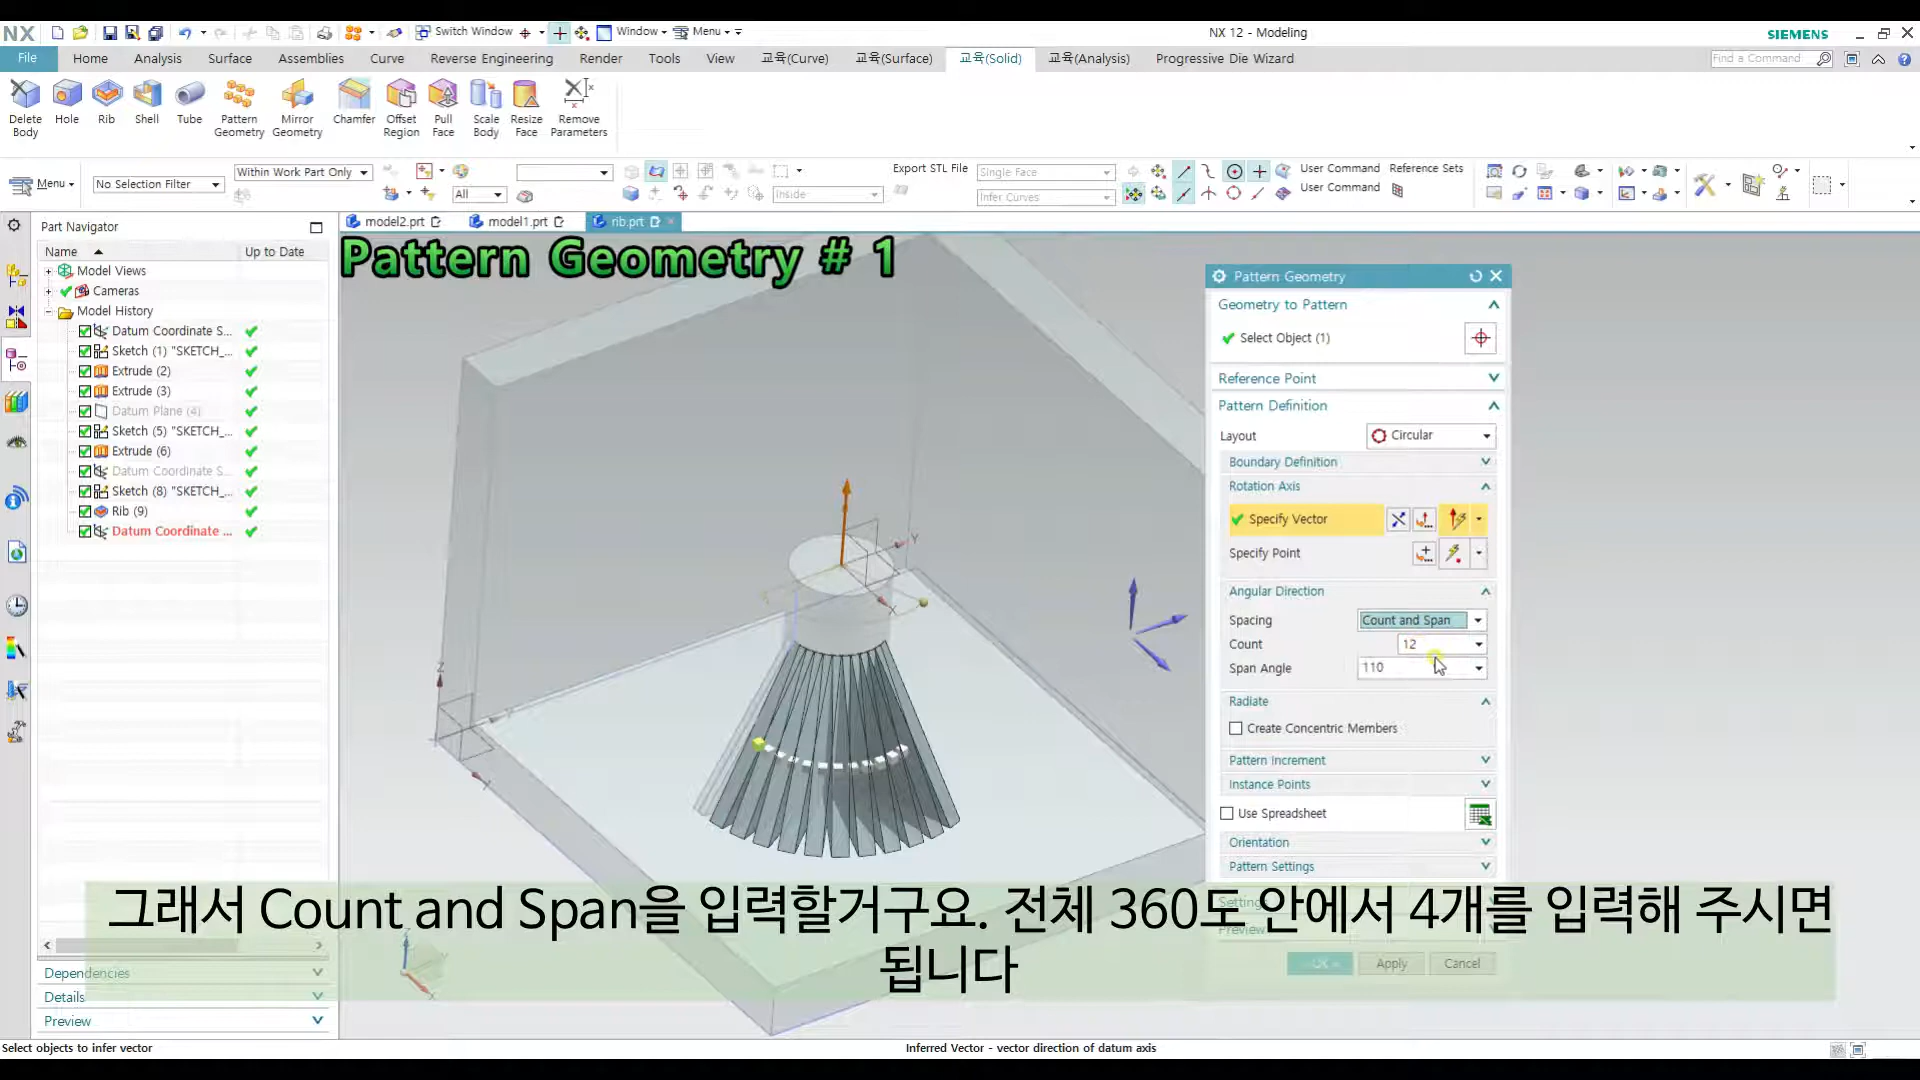 NX
Switch Window
Window
Menu
NX 12 - Modeling
SIEMENS
File
Home
Analysis
Surface
Assemblies
Curve
Reverse Engineering
Render
Tools
View
교육(Curve)
교육(Surface)
교육(Solid)
교육(Analysis)
Progressive Die Wizard
Find a Command
Delete Body
Hole
Rib
Shell
Tube
Pattern Geometry
Mirror Geometry
Chamfer
Offset Region
Pull Face
Scale Body
Resize Face
Remove Parameters
Menu
No Selection Filter
Within Work Part Only
All
Inside
Export STL File
Single Face
Infer Curves
User Command
User Command
Reference Sets
Part Navigator
Name
Up to Date
Model Views
Cameras
Model History
Datum Coordinate S...
Sketch (1) "SKETCH_...
Extrude (2)
Extrude (3)
Datum Plane (4)
Sketch (5) "SKETCH_...
Extrude (6)
Datum Coordinate S...
Sketch (8) "SKETCH_...
Rib (9)
Datum Coordinate ...
Dependencies
Details
Preview
model2.prt
model1.prt
rib.prt
Pattern Geometry # 1
Z
Y
X
Pattern Geometry
Geometry to Pattern
Select Object (1)
Reference Point
Pattern Definition
Layout
Circular
Boundary Definition
Rotation Axis
Specify Vector
Specify Point
Angular Direction
Spacing
Count and Span
Count
12
Span Angle
110
Radiate
Create Concentric Members
Pattern Increment
Instance Points
Use Spreadsheet
Orientation
Pattern Settings
Settings
Preview
OK
Apply
Cancel
그래서 Count and Span을 입력할거구요. 전체 360도 안에서 4개를 입력해 주시면
됩니다
Select objects to infer vector
Inferred Vector - vector direction of datum axis